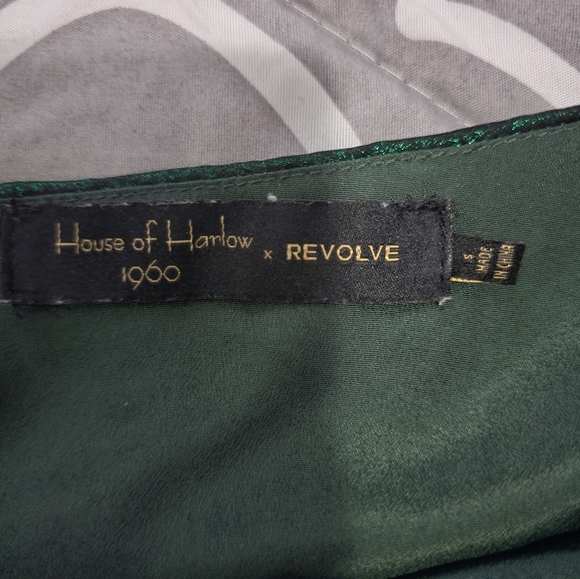 House of Harlow
1960
x REVOLVE
S
MADE
IN CHINA